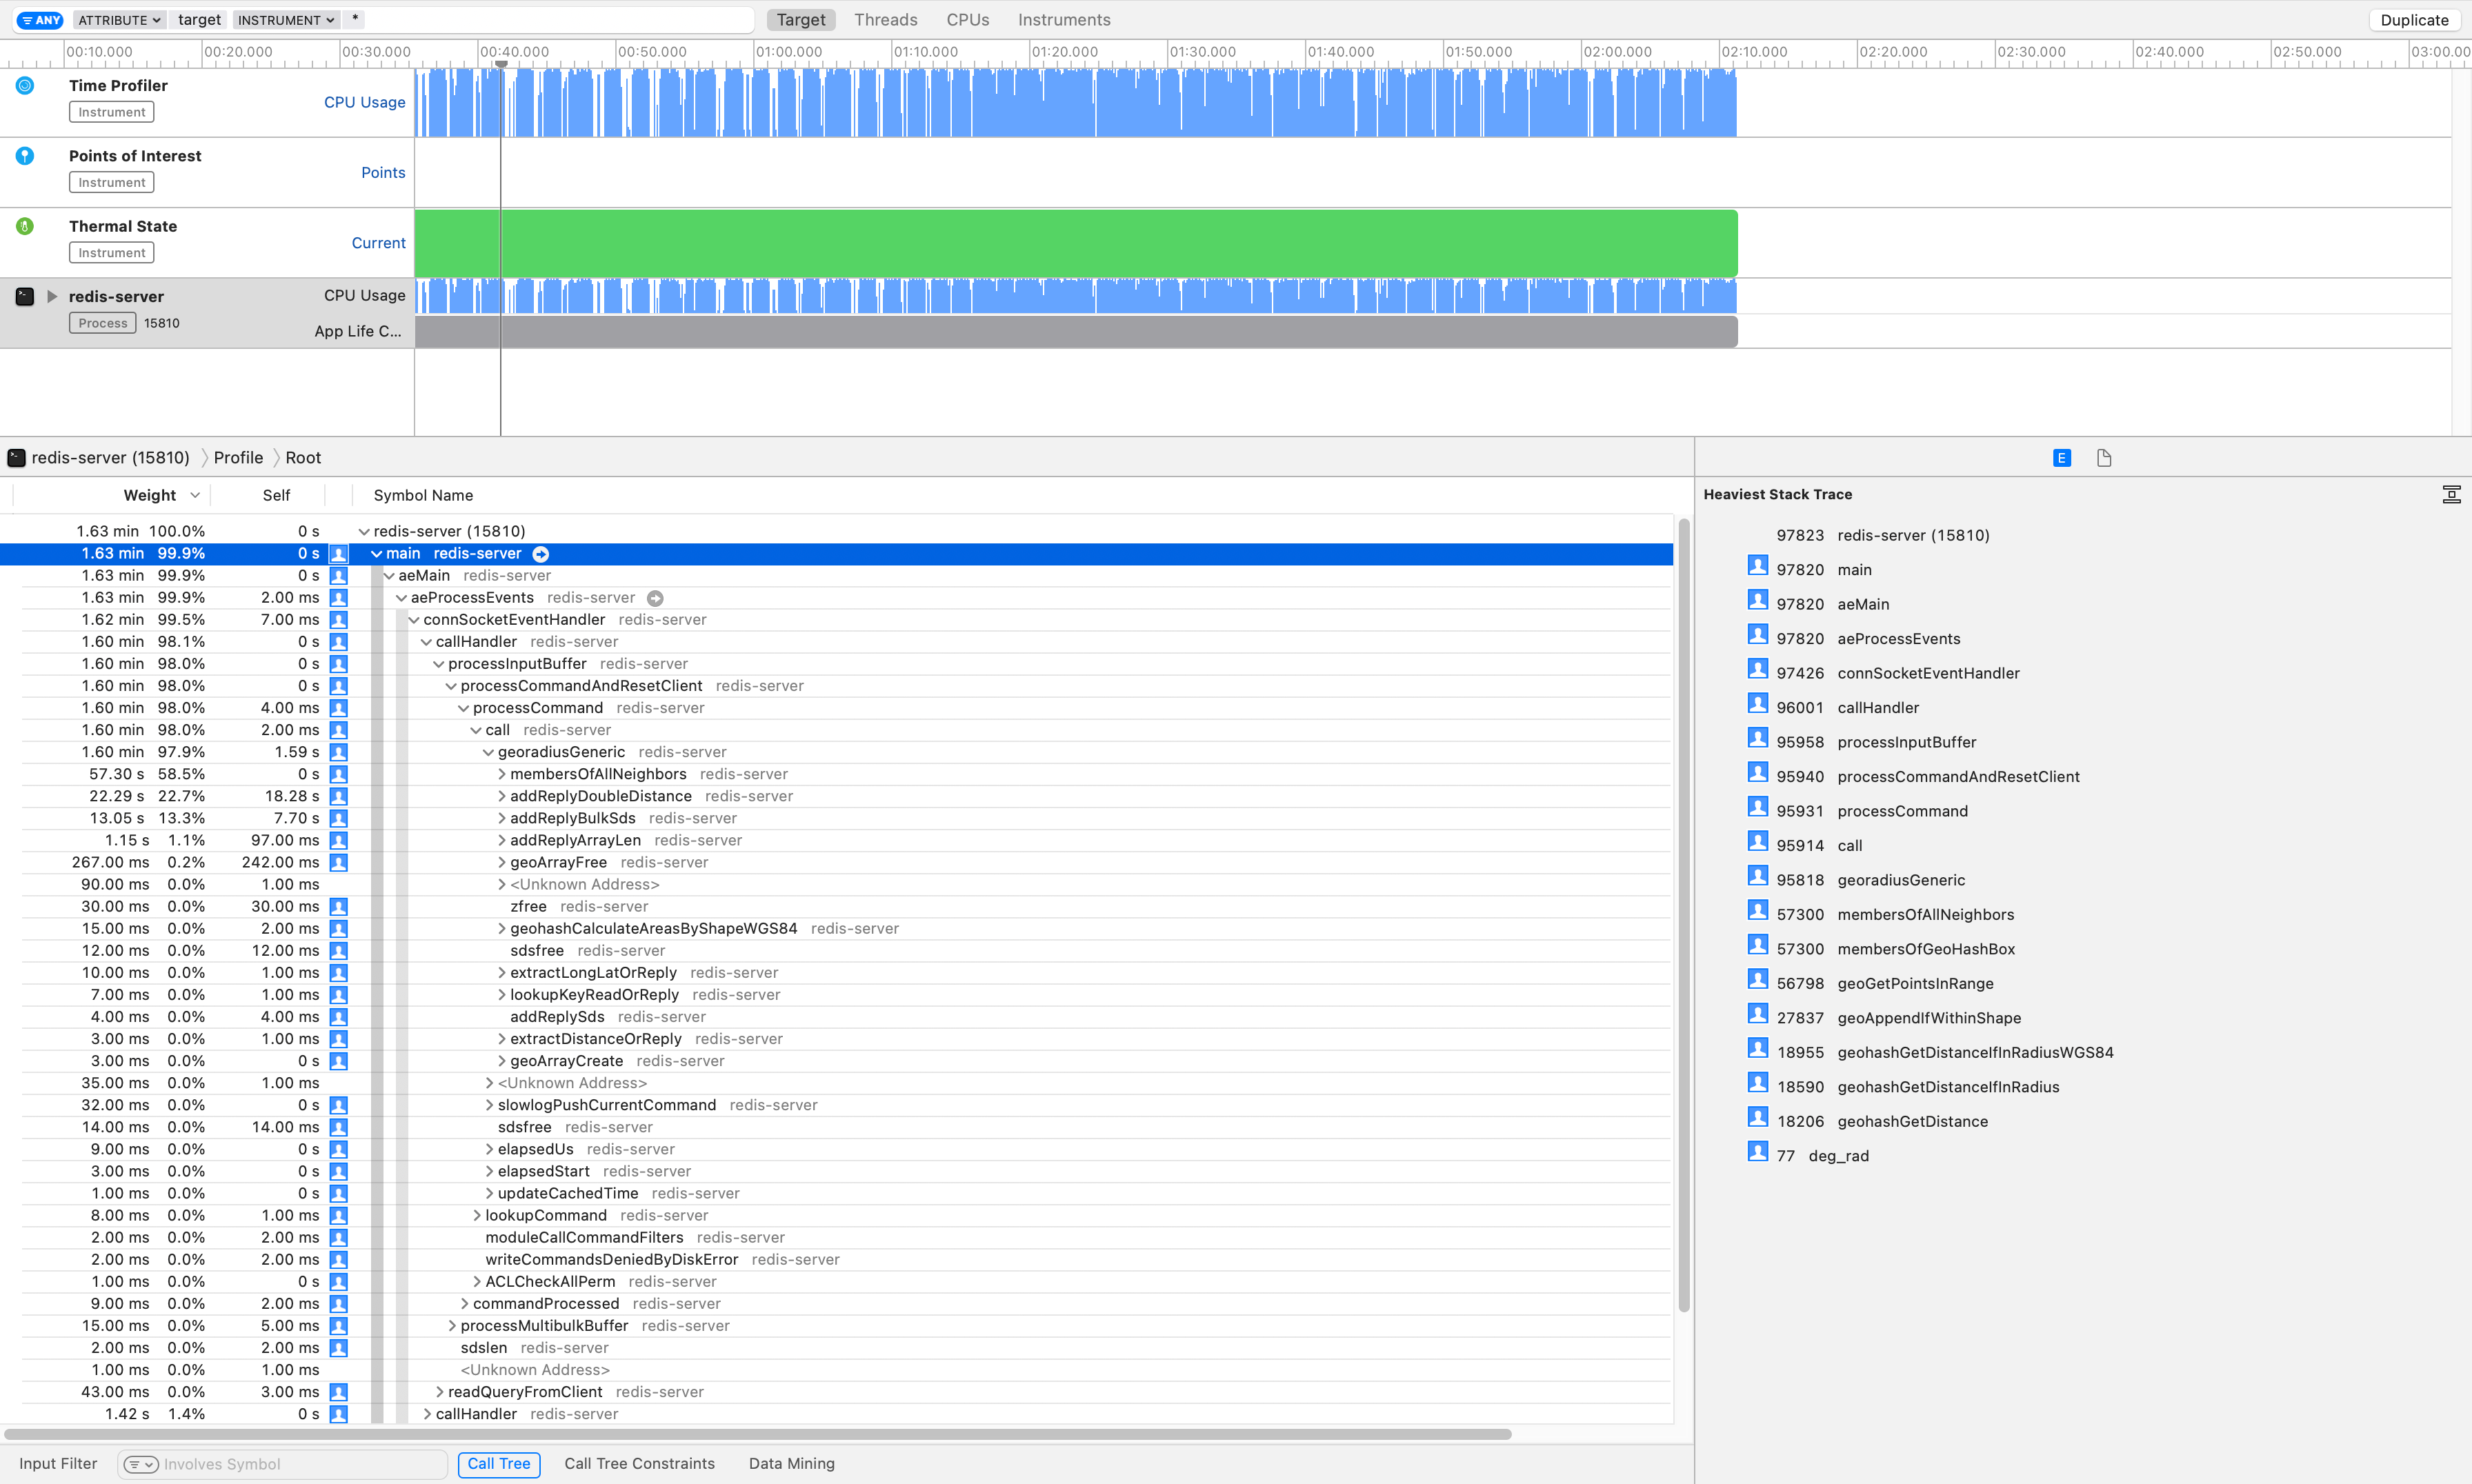 ANY ATTRIBUTE target INSTRUMENT * Target Threads CPUs Instruments Duplicate
00:10.000 00:20.000 00:30.000 00:40.000 00:50.000 01:00.000 01:10.000 01:20.000 01:30.000 01:40.000 01:50.000 02:00.000 02:10.000 02:20.000 02:30.000 02:40.000 02:50.000 03:00.00
Time Profiler
Instrument
CPU Usage
Points of Interest
Instrument
Points
Thermal State
Instrument
Current
redis-server
Process 15810
CPU Usage
App Life C...
redis-server (15810) Profile Root
E
Weight Self Symbol Name
1.63 min 100.0% 0 s redis-server (15810)
1.63 min 99.9% 0 s main redis-server
1.63 min 99.9% 0 s aeMain redis-server
1.63 min 99.9% 2.00 ms aeProcessEvents redis-server
1.62 min 99.5% 7.00 ms connSocketEventHandler redis-server
1.60 min 98.1% 0 s callHandler redis-server
1.60 min 98.0% 0 s processInputBuffer redis-server
1.60 min 98.0% 0 s processCommandAndResetClient redis-server
1.60 min 98.0% 4.00 ms processCommand redis-server
1.60 min 98.0% 2.00 ms call redis-server
1.60 min 97.9% 1.59 s georadiusGeneric redis-server
57.30 s 58.5% 0 s membersOfAllNeighbors redis-server
22.29 s 22.7% 18.28 s addReplyDoubleDistance redis-server
13.05 s 13.3% 7.70 s addReplyBulkSds redis-server
1.15 s 1.1% 97.00 ms addReplyArrayLen redis-server
267.00 ms 0.2% 242.00 ms geoArrayFree redis-server
90.00 ms 0.0% 1.00 ms <Unknown Address>
30.00 ms 0.0% 30.00 ms zfree redis-server
15.00 ms 0.0% 2.00 ms geohashCalculateAreasByShapeWGS84 redis-server
12.00 ms 0.0% 12.00 ms sdsfree redis-server
10.00 ms 0.0% 1.00 ms extractLongLatOrReply redis-server
7.00 ms 0.0% 1.00 ms lookupKeyReadOrReply redis-server
4.00 ms 0.0% 4.00 ms addReplySds redis-server
3.00 ms 0.0% 1.00 ms extractDistanceOrReply redis-server
3.00 ms 0.0% 0 s geoArrayCreate redis-server
35.00 ms 0.0% 1.00 ms <Unknown Address>
32.00 ms 0.0% 0 s slowlogPushCurrentCommand redis-server
14.00 ms 0.0% 14.00 ms sdsfree redis-server
9.00 ms 0.0% 0 s elapsedUs redis-server
3.00 ms 0.0% 0 s elapsedStart redis-server
1.00 ms 0.0% 0 s updateCachedTime redis-server
8.00 ms 0.0% 1.00 ms lookupCommand redis-server
2.00 ms 0.0% 2.00 ms moduleCallCommandFilters redis-server
2.00 ms 0.0% 2.00 ms writeCommandsDeniedByDiskError redis-server
1.00 ms 0.0% 0 s ACLCheckAllPerm redis-server
9.00 ms 0.0% 2.00 ms commandProcessed redis-server
15.00 ms 0.0% 5.00 ms processMultibulkBuffer redis-server
2.00 ms 0.0% 2.00 ms sdslen redis-server
1.00 ms 0.0% 1.00 ms <Unknown Address>
43.00 ms 0.0% 3.00 ms readQueryFromClient redis-server
1.42 s 1.4% 0 s callHandler redis-server
Heaviest Stack Trace
97823 redis-server (15810)
97820 main
97820 aeMain
97820 aeProcessEvents
97426 connSocketEventHandler
96001 callHandler
95958 processInputBuffer
95940 processCommandAndResetClient
95931 processCommand
95914 call
95818 georadiusGeneric
57300 membersOfAllNeighbors
57300 membersOfGeoHashBox
56798 geoGetPointsInRange
27837 geoAppendIfWithinShape
18955 geohashGetDistanceIfInRadiusWGS84
18590 geohashGetDistanceIfInRadius
18206 geohashGetDistance
77 deg_rad
Input Filter Involves Symbol Call Tree Call Tree Constraints Data Mining